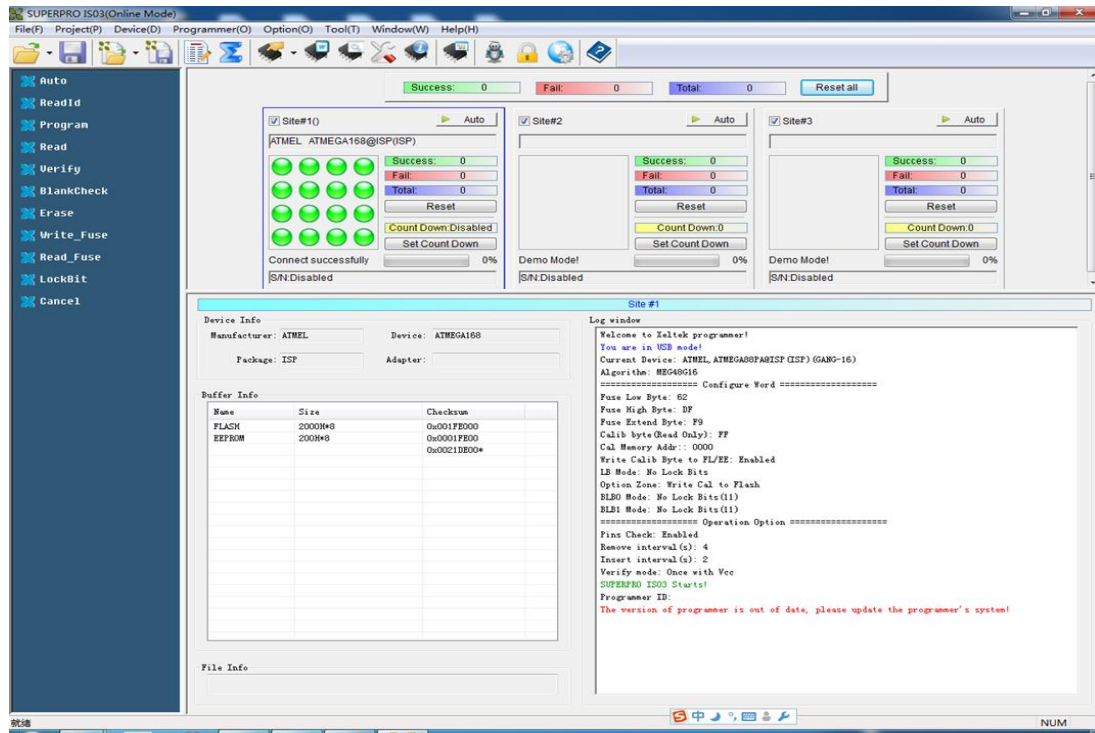 SUPERPRO IS03(Online Mode)
File(F) Project(P) Device(D) Programmer(O) Option(O) Tool(T) Window(W) Help(H)
Auto
ReadId
Program
Read
Verify
BlankCheck
Erase
Write_Fuse
Read_Fuse
LockBit
Cancel
Success: 0 Fail: 0 Total: 0 Reset all
Site#1() Auto
ATMEL ATMEGA168@ISP(ISP)
Success: 0
Fail: 0
Total: 0
Reset
Count Down:Disabled
Set Count Down
Connect successfully 0%
S/N:Disabled
Site#2 Auto
Success: 0
Fail: 0
Total: 0
Reset
Count Down:0
Set Count Down
Demo Mode! 0%
S/N:Disabled
Site#3 Auto
Success: 0
Fail: 0
Total: 0
Reset
Count Down:0
Set Count Down
Demo Mode! 0%
S/N:Disabled
Site #1
Device Info
Manufacturer: ATMEL Device: ATMEGA168
Package: ISP Adapter:
Buffer Info
Name Size Checksum
FLASH 2000H*8 0x001FE000
EEPROM 200H*8 0x0001FE00
0x0021DE00*
File Info
Log window
Welcome to Xeltek programmer!
You are in USB mode!
Current Device: ATMEL, ATMEGA88PA@ISP(ISP)(GANG-16)
Algorithm: MEG48G16
=================== Configure Word ===================
Fuse Low Byte: 62
Fuse High Byte: DF
Fuse Extend Byte: F9
Calib byte(Read Only): FF
Cal Memory Addr:: 0000
Write Calib Byte to FL/EE: Enabled
LB Mode: No Lock Bits
Option Zone: Write Cal to Flash
BLB0 Mode: No Lock Bits(11)
BLB1 Mode: No Lock Bits(11)
=================== Operation Option ===================
Pins Check: Enabled
Remove interval(s): 4
Insert interval(s): 2
Verify mode: Once with Vcc
SUPERPRO IS03 Starts!
Programmer ID:
The version of programmer is out of date, please update the programmer's system!
中
就绪 NUM